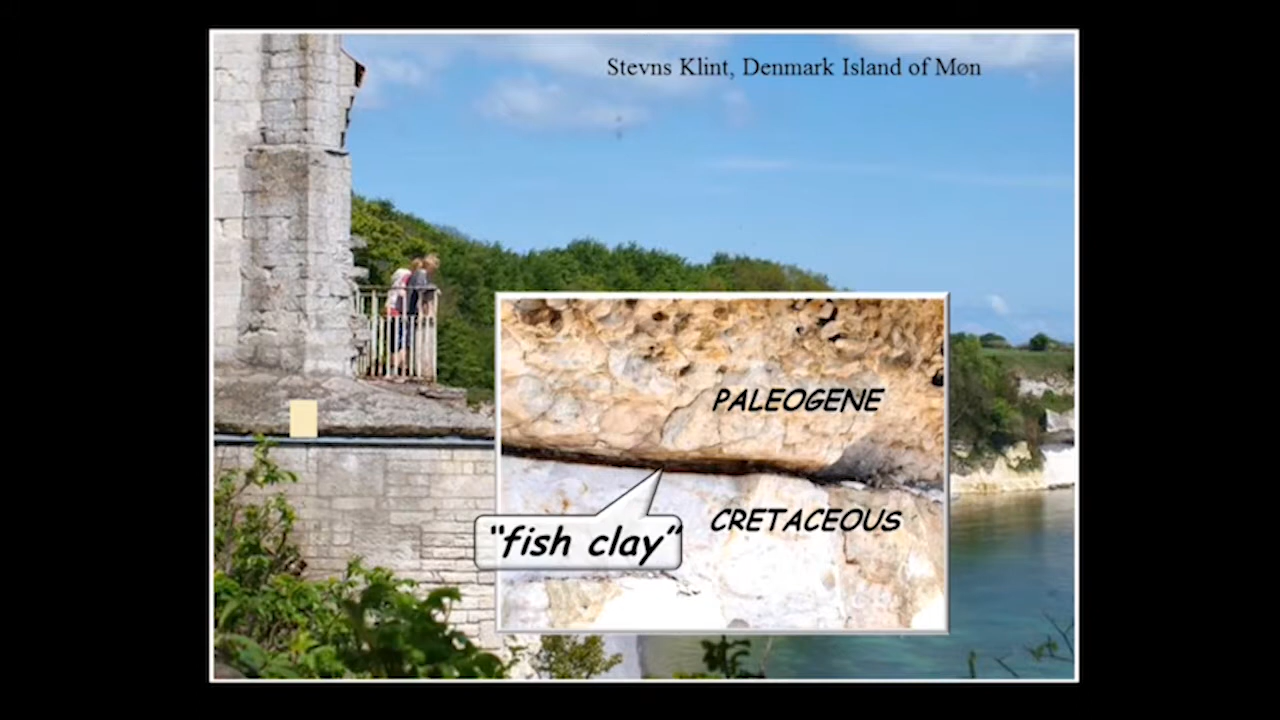 Stevns Klint, Denmark Island of Møn
PALEOGENE
CRETACEOUS
"fish clay"